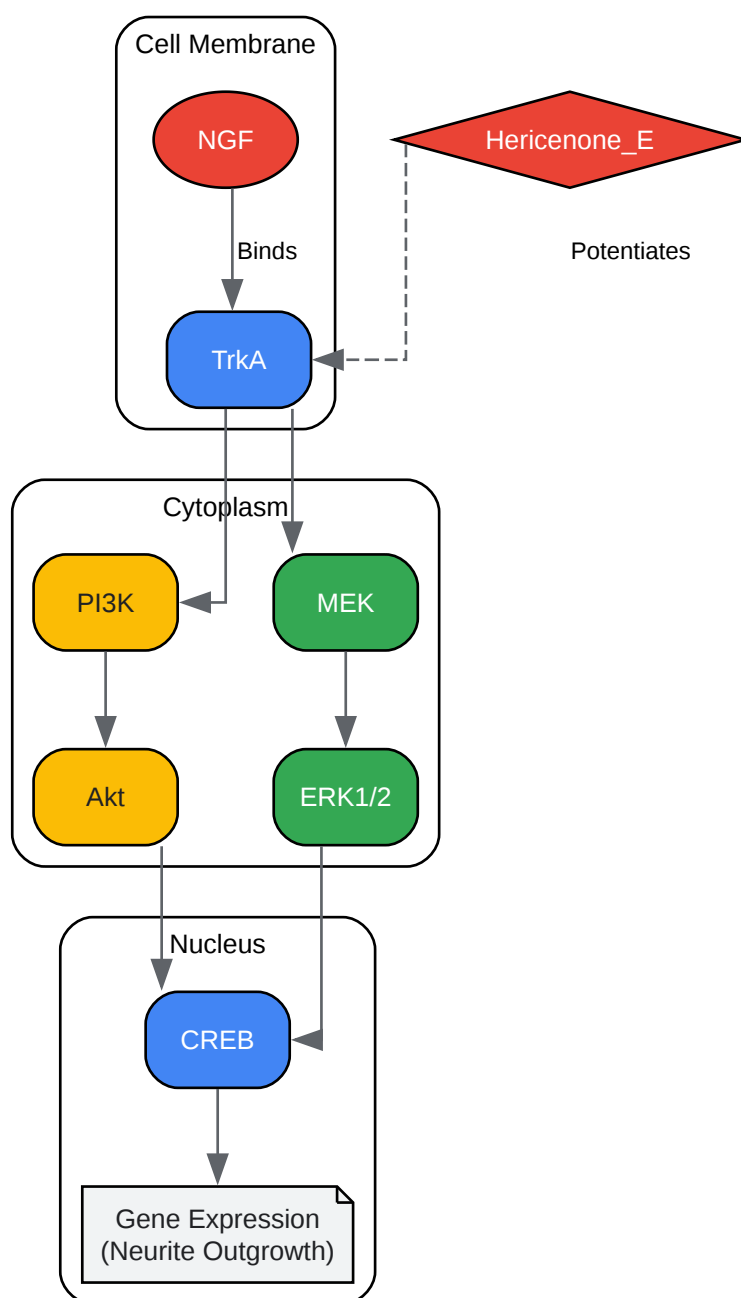 Cell Membrane
NGF
Hericenone_E
Binds
Potentiates
TrkA
Cytoplasm
PI3K
MEK
Akt
ERK1/2
Nucleus
CREB
Gene Expression
(Neurite Outgrowth)